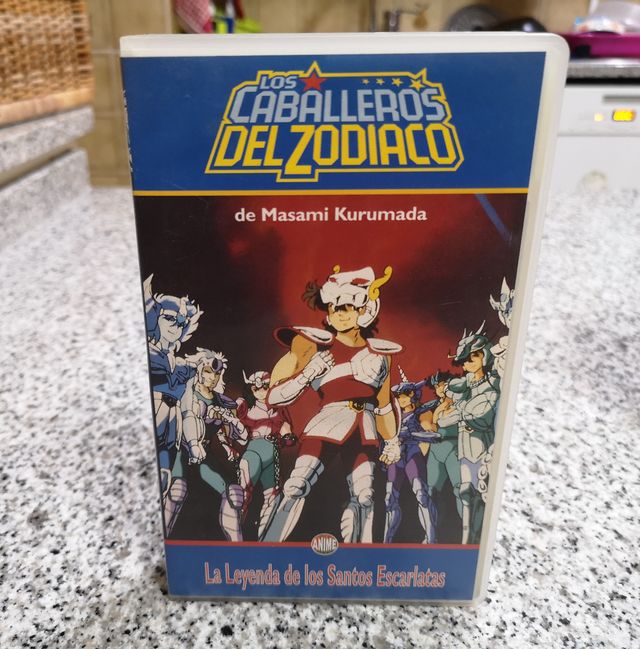 LOS
CABALLEROS
DEL ZODIACO
de Masami Kurumada
ANIME
La Leyenda de los Santos Escarlatas